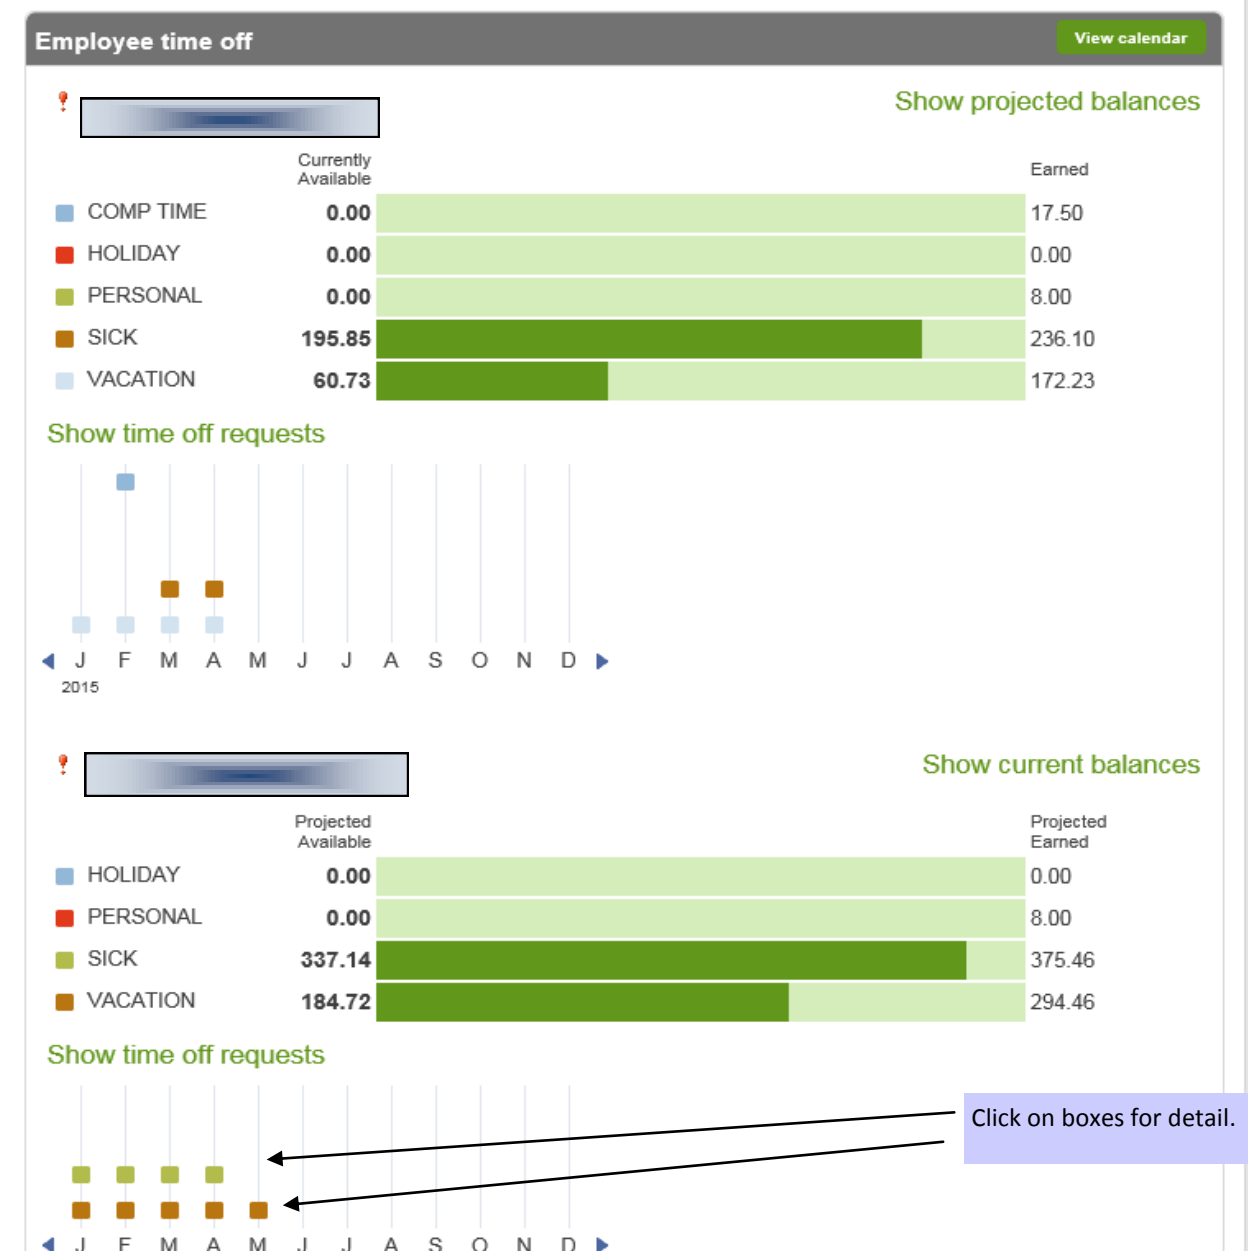 Employee time off
View calendar
Show projected balances
Currently
Available
Earned
COMP TIME 0.00 17.50
HOLIDAY 0.00 0.00
PERSONAL 0.00 8.00
SICK 195.85 236.10
VACATION 60.73 172.23
Show time off requests
J F M A M J J A S O N D
2015
Show current balances
Projected
Available
Projected
Earned
HOLIDAY 0.00 0.00
PERSONAL 0.00 8.00
SICK 337.14 375.46
VACATION 184.72 294.46
Show time off requests
Click on boxes for detail.
J F M A M J J A S O N D